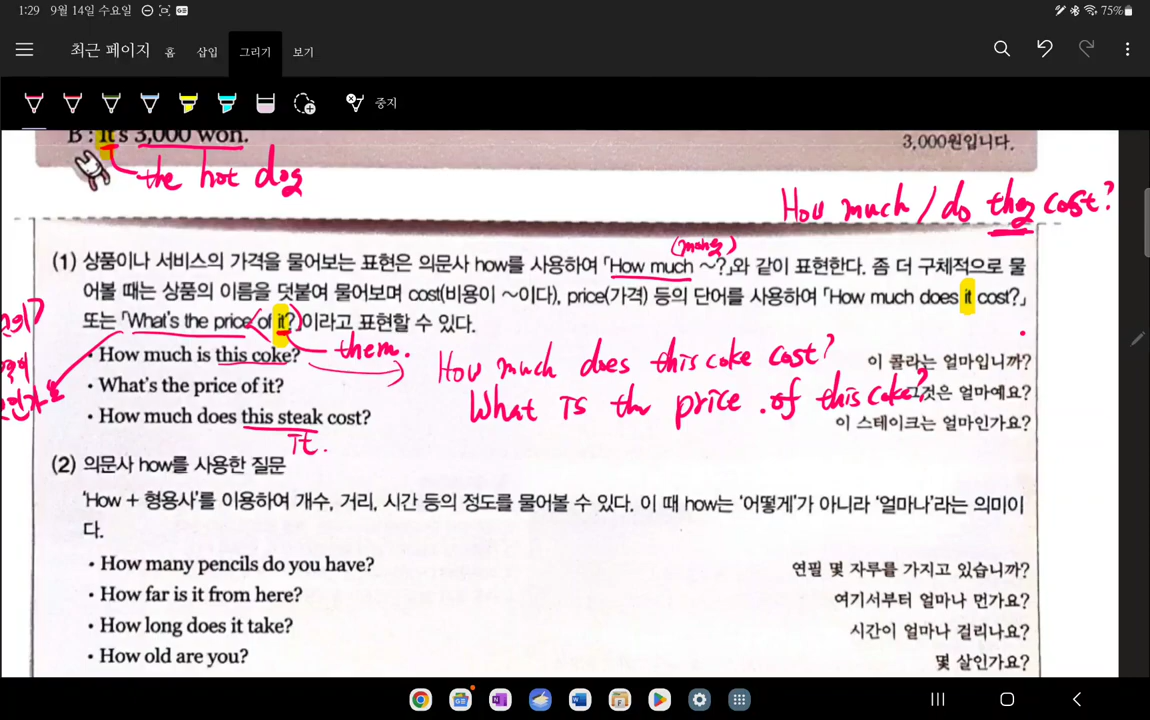 1:29 9월 14일 수요일 75%
최근 페이지 홈 삽입 그리기 보기
중지
B : It's 3,000 won. 3,000원입니다.
the hot dog
How much / do they cost?
(money)
(1) 상품이나 서비스의 가격을 물어보는 표현은 의문사 how를 사용하여 「How much ~?」와 같이 표현한다. 좀 더 구체적으로 물
어볼 때는 상품의 이름을 덧붙여 물어보며 cost(비용이 ~이다), price(가격) 등의 단어를 사용하여 「How much does it cost?」
또는 「What's the price of it?」이라고 표현할 수 있다.
them.
• How much is this coke? 이 콜라는 얼마입니까?
How much does this coke cost?
• What's the price of it? 그것은 얼마예요?
What is the price of this coke?
• How much does this steak cost? 이 스테이크는 얼마인가요?
it.
(2) 의문사 how를 사용한 질문
'How + 형용사'를 이용하여 개수, 거리, 시간 등의 정도를 물어볼 수 있다. 이 때 how는 '어떻게'가 아니라 '얼마나'라는 의미이
다.
• How many pencils do you have? 연필 몇 자루를 가지고 있습니까?
• How far is it from here? 여기서부터 얼마나 먼가요?
• How long does it take? 시간이 얼마나 걸리나요?
• How old are you? 몇 살인가요?